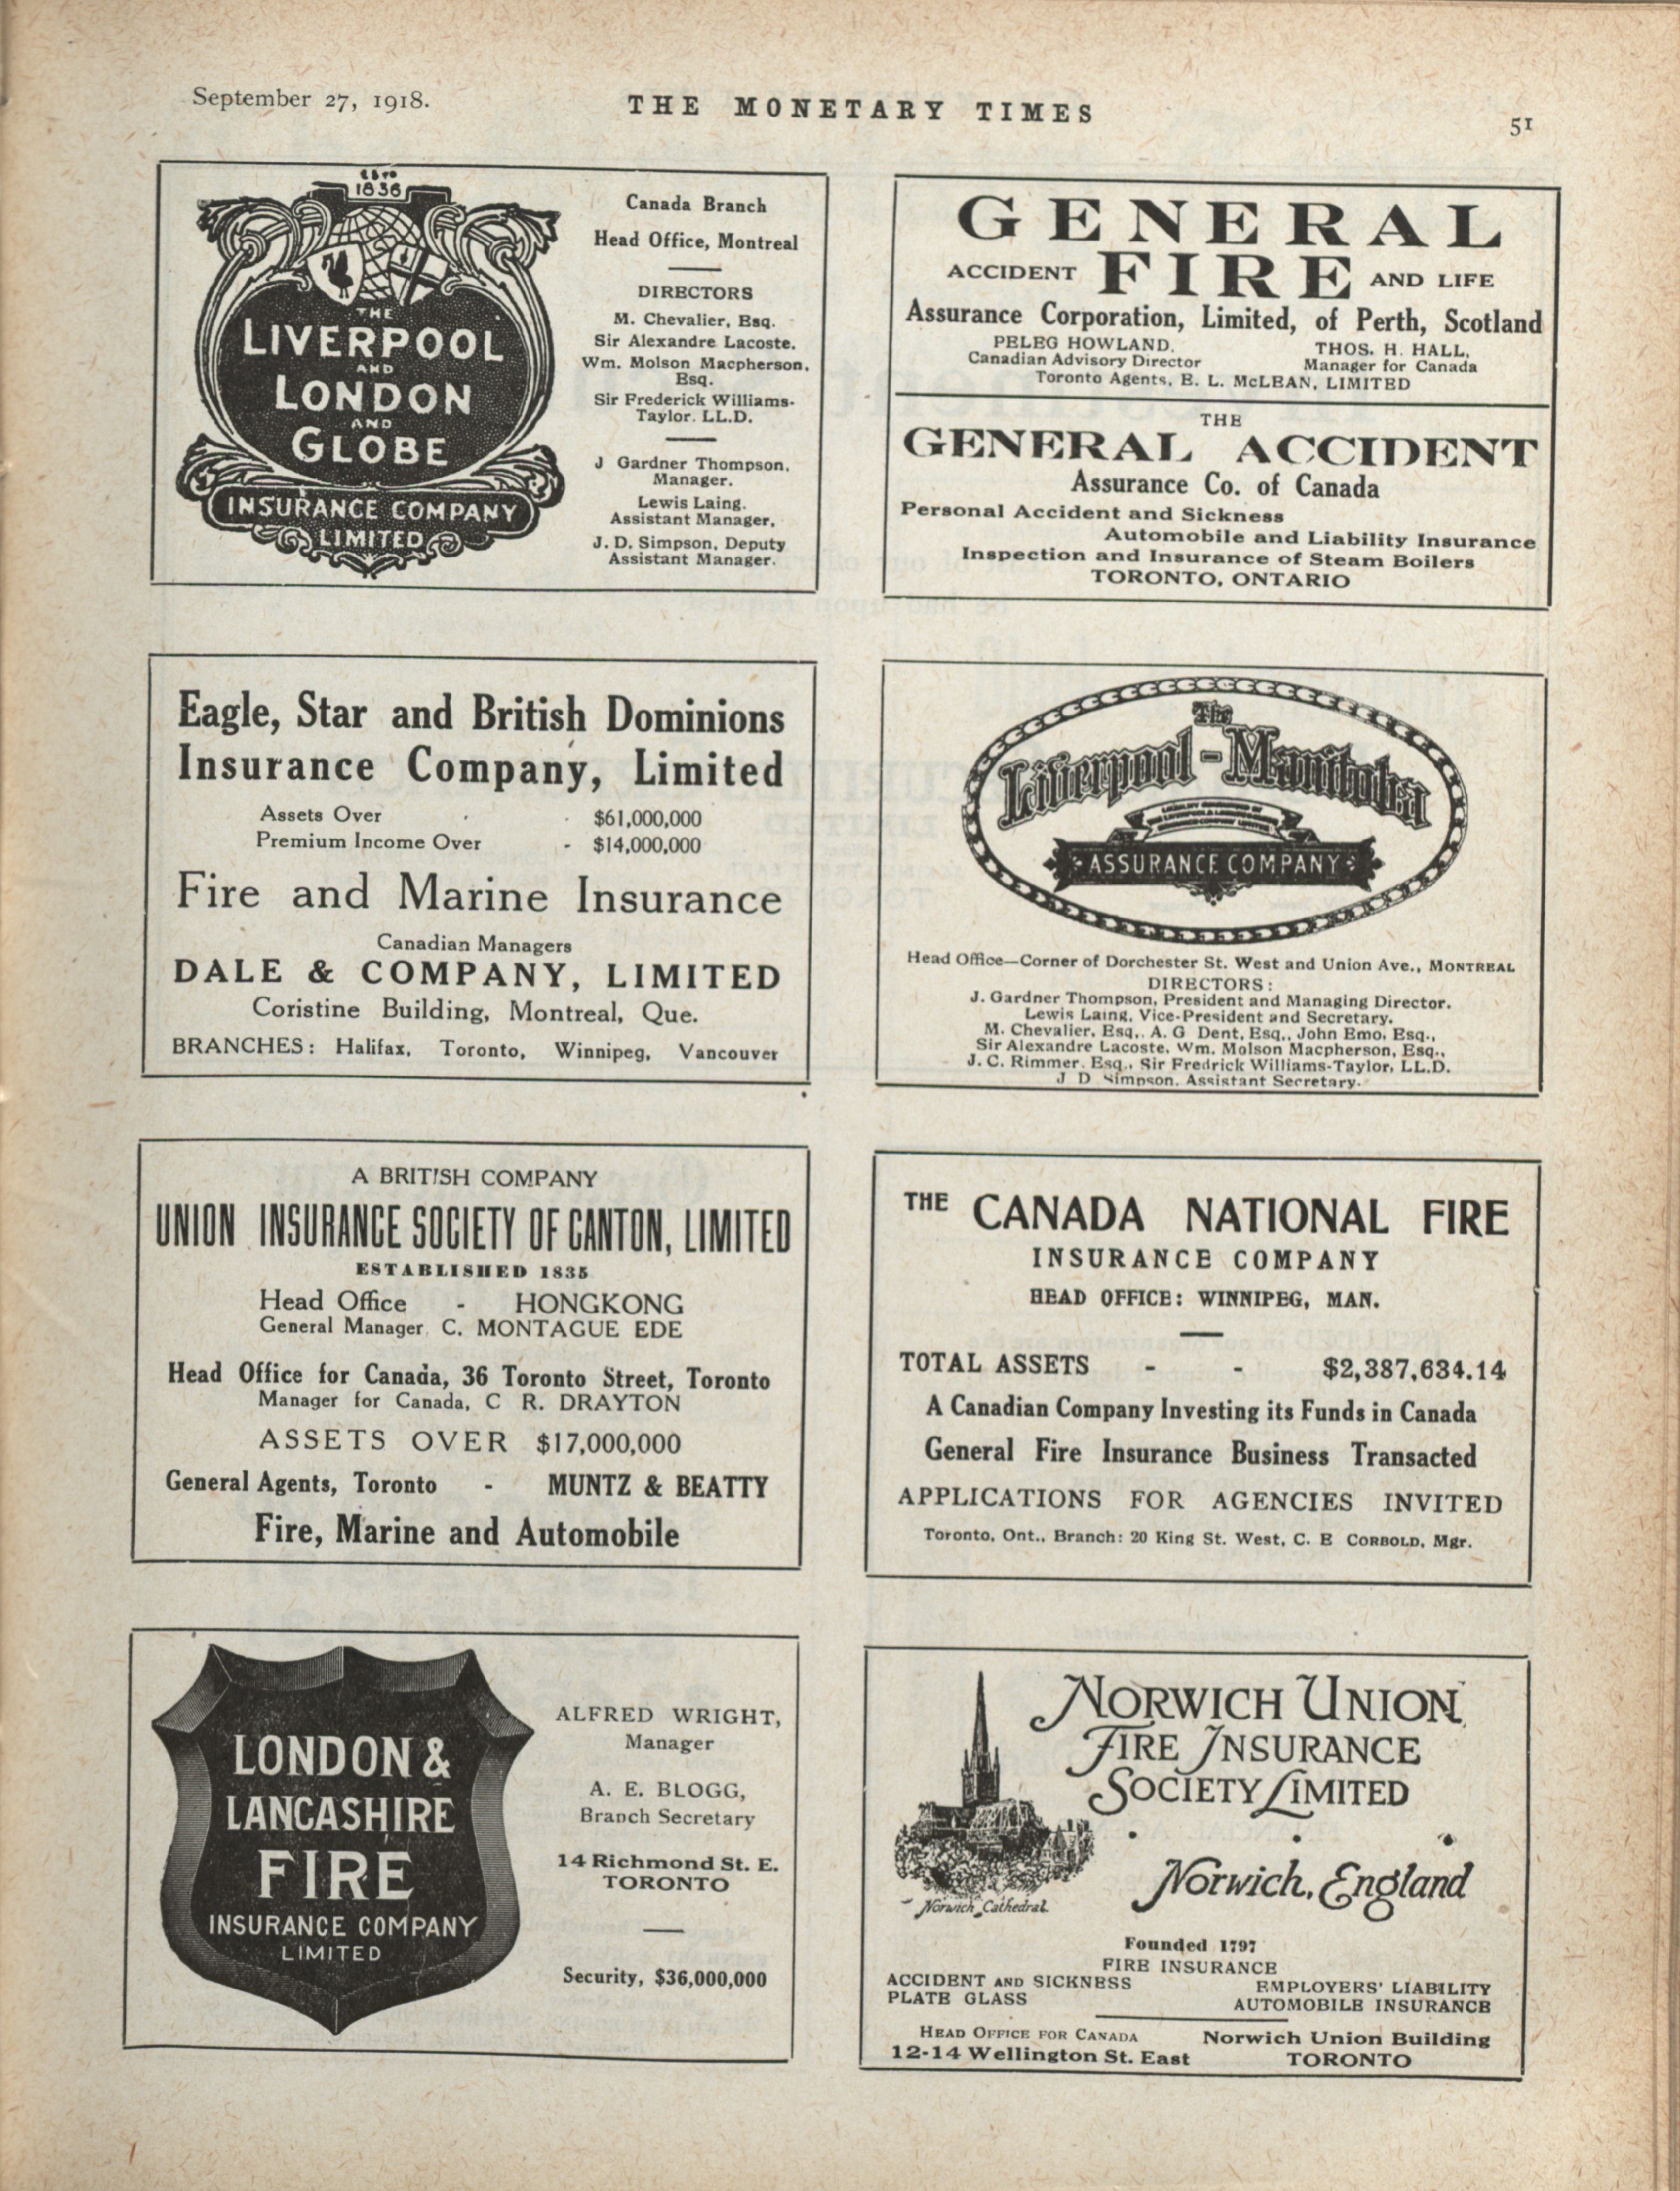 September 27, 1918.
THE MONETARY TIMES
51
ESTD
1836
THE
LIVERPOOL
AND
LONDON
AND
GLOBE
INSURANCE COMPANY
LIMITED
Canada Branch
Head Office, Montreal
DIRECTORS
M. Chevalier, Esq.
Sir Alexandre Lacoste.
Wm. Molson Macpherson,
Esq.
Sir Frederick Williams-
Taylor. LL.D.
J Gardner Thompson,
Manager.
Lewis Laing.
Assistant Manager,
J. D. Simpson, Deputy
Assistant Manager.
GENERAL
ACCIDENT FIRE AND LIFE
Assurance Corporation, Limited, of Perth, Scotland
PELEG HOWLAND,
Canadian Advisory Director
THOS. H. HALL,
Manager for Canada
Toronto Agents, E. L. McLEAN, LIMITED
THE
GENERAL ACCIDENT
Assurance Co. of Canada
Personal Accident and Sickness
Automobile and Liability Insurance
Inspection and Insurance of Steam Boilers
TORONTO, ONTARIO
Eagle, Star and British Dominions
Insurance Company, Limited
Assets Over - $61,000,000
Premium Income Over - $14,000,000
Fire and Marine Insurance
Canadian Managers
DALE & COMPANY, LIMITED
Coristine Building, Montreal, Que.
BRANCHES: Halifax, Toronto, Winnipeg, Vancouver
The
Liverpool-Manitoba
ASSURANCE COMPANY
Head Office—Corner of Dorchester St. West and Union Ave., MONTREAL
DIRECTORS:
J. Gardner Thompson, President and Managing Director.
Lewis Laing, Vice-President and Secretary.
M. Chevalier, Esq., A. G Dent, Esq., John Emo, Esq.,
Sir Alexandre Lacoste, Wm. Molson Macpherson, Esq.,
J. C. Rimmer, Esq., Sir Fredrick Williams-Taylor, LL.D.
J D Simpson, Assistant Secretary.
A BRITISH COMPANY
UNION INSURANCE SOCIETY OF CANTON, LIMITED
ESTABLISHED 1835
Head Office - HONGKONG
General Manager, C. MONTAGUE EDE
Head Office for Canada, 36 Toronto Street, Toronto
Manager for Canada, C R. DRAYTON
ASSETS OVER $17,000,000
General Agents, Toronto - MUNTZ & BEATTY
Fire, Marine and Automobile
THE CANADA NATIONAL FIRE
INSURANCE COMPANY
HEAD OFFICE: WINNIPEG, MAN.
TOTAL ASSETS - - $2,387,634.14
A Canadian Company Investing its Funds in Canada
General Fire Insurance Business Transacted
APPLICATIONS FOR AGENCIES INVITED
Toronto, Ont., Branch: 20 King St. West, C. E CORBOLD, Mgr.
LONDON &
LANCASHIRE
FIRE
INSURANCE COMPANY
LIMITED
ALFRED WRIGHT,
Manager
A. E. BLOGG,
Branch Secretary
14 Richmond St. E.
TORONTO
Security, $36,000,000
NORWICH UNION
FIRE INSURANCE
SOCIETY LIMITED
Norwich, England
Norwich Cathedral.
Founded 1797
FIRE INSURANCE
ACCIDENT AND SICKNESS
PLATE GLASS
EMPLOYERS' LIABILITY
AUTOMOBILE INSURANCE
HEAD OFFICE FOR CANADA
12-14 Wellington St. East
Norwich Union Building
TORONTO